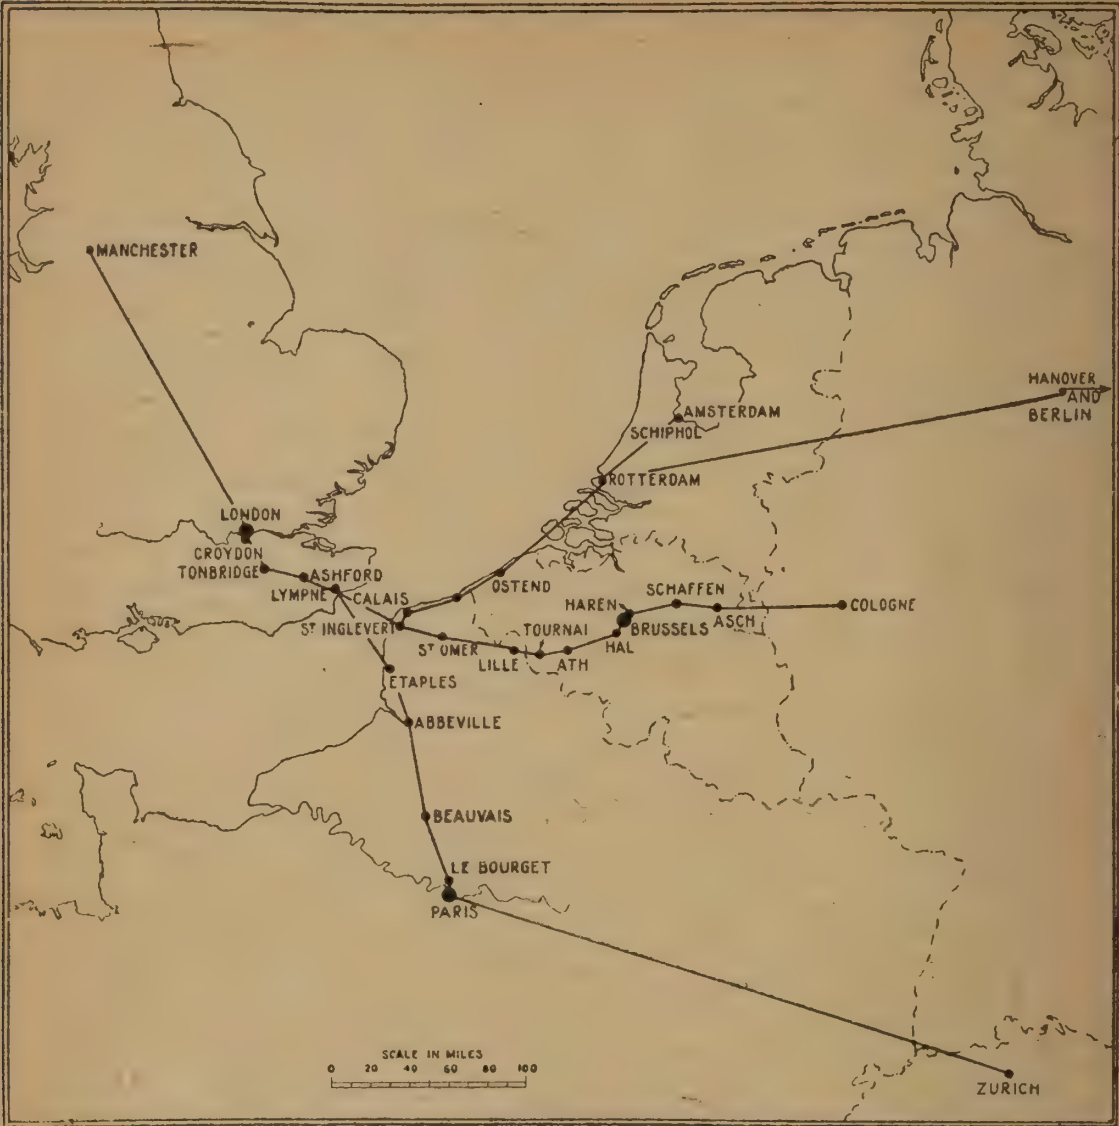 MANCHESTER
HANOVER
AND
BERLIN
AMSTERDAM
SCHIPHOL
ROTTERDAM
LONDON
CROYDON
TONBRIDGE
ASHFORD
LYMPNE
CALAIS
OSTEND
SCHAFFEN
COLOGNE
HAREN
ASCH
ST INGLEVERT
TOURNAI
BRUSSELS
ST OMER
HAL
LILLE
ATH
ETAPLES
ABBEVILLE
BEAUVAIS
LE BOURGET
PARIS
SCALE IN MILES
0 20 40 60 80 100
ZURICH